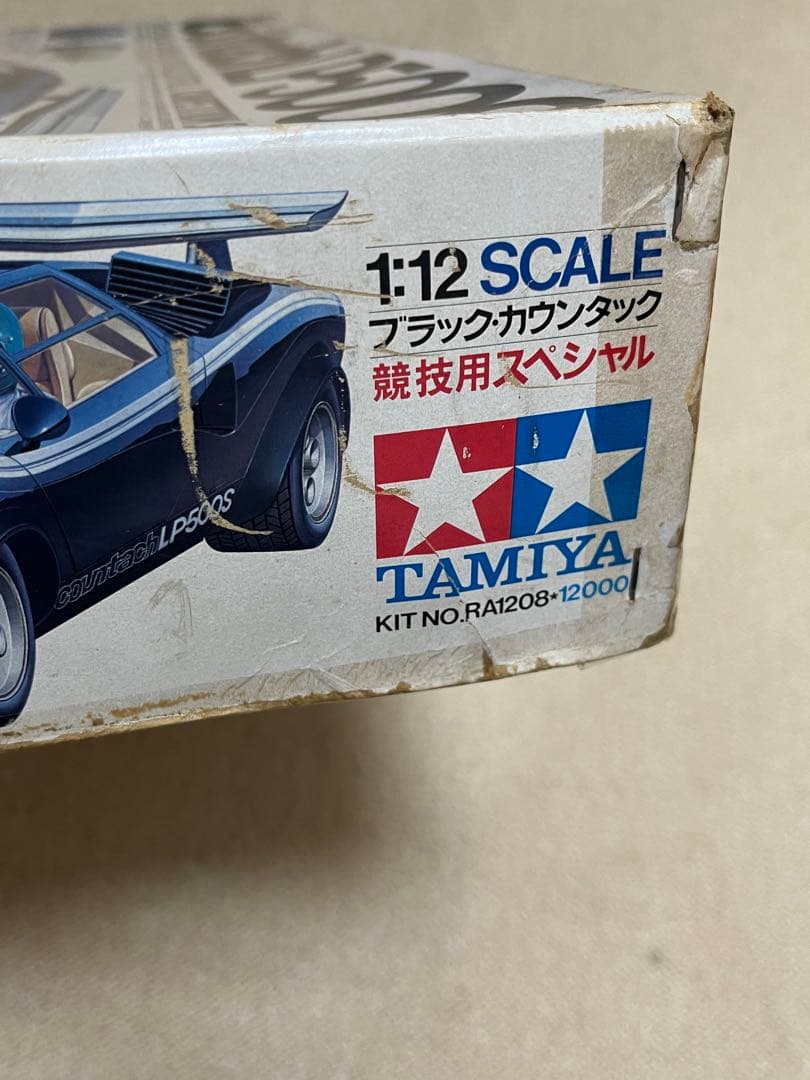 1:12 SCALE
ブラック・カウンタック
競技用スペシャル
TAMIYA
KIT NO.RA1208★12000
countach LP500S